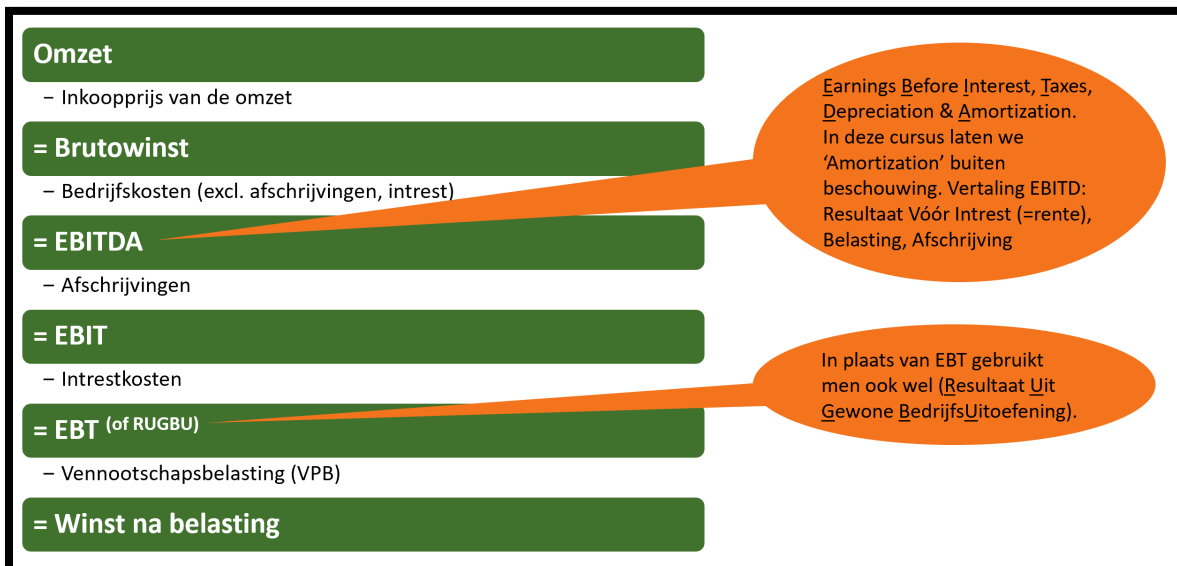 Omzet
– Inkoopprijs van de omzet
= Brutowinst
– Bedrijfskosten (excl. afschrijvingen, intrest)
= EBITDA
– Afschrijvingen
= EBIT
– Intrestkosten
= EBT (of RUGBU)
– Vennootschapsbelasting (VPB)
= Winst na belasting
Earnings Before Interest, Taxes,
Depreciation & Amortization.
In deze cursus laten we
‘Amortization’ buiten
beschouwing. Vertaling EBITD:
Resultaat Vóór Intrest (=rente),
Belasting, Afschrijving
In plaats van EBT gebruikt
men ook wel (Resultaat Uit
Gewone BedrijfsUitoefening).